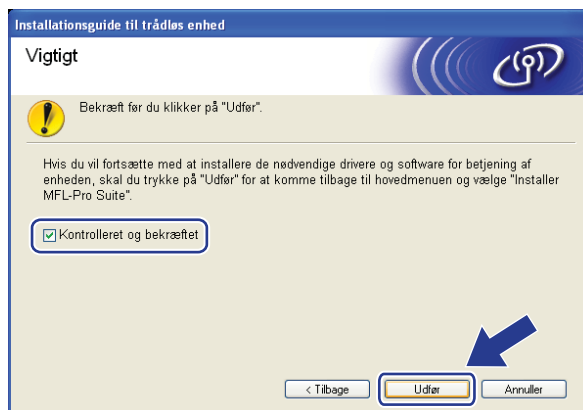 Installationsguide til trådløs enhed
Vigtigt
Bekræft før du klikker på "Udfør".
Hvis du vil fortsætte med at installere de nødvendige drivere og software for betjening af
enheden, skal du trykke på "Udfør" for at komme tilbage til hovedmenuen og vælge "Installer
MFL-Pro Suite".
Kontrolleret og bekræftet
< Tilbage
Udfør
Annuller